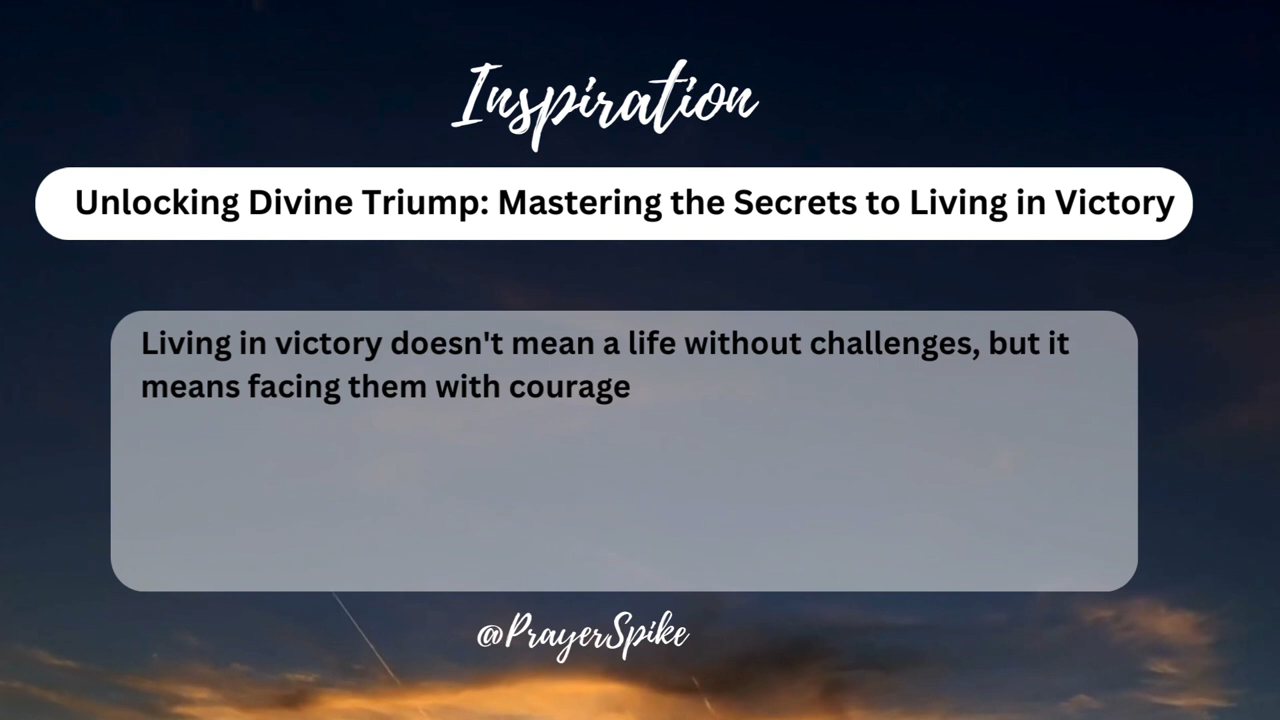 Inspiration
Unlocking Divine Triump: Mastering the Secrets to Living in Victory
Living in victory doesn't mean a life without challenges, but it
means facing them with courage
@PrayerSpike